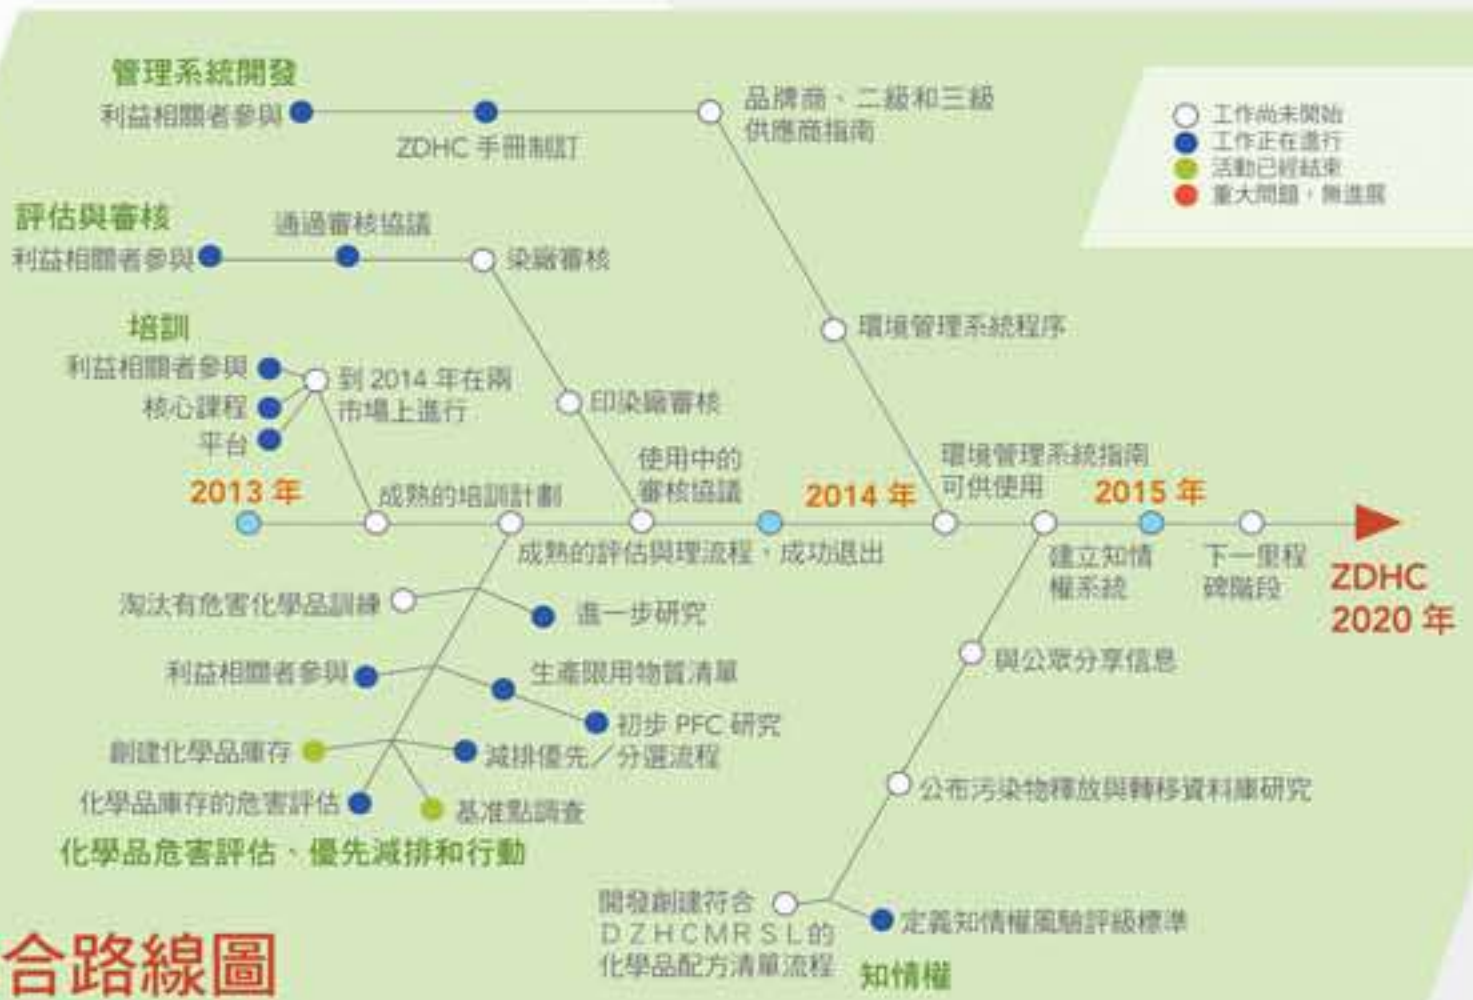 管理系統開發
利益相關者參與
ZDHC 手冊制訂
品牌商、二級和三級
供應商指南
工作尚未開始
工作正在進行
活動已經結束
重大問題，無進展
評估與審核
通過審核協議
利益相關者參與
染廠審核
培訓
利益相關者參與
核心課程
平台
到 2014 年在兩
市場上進行
環境管理系統程序
印染廠審核
使用中的
審核協議
環境管理系統指南
可供使用
2013 年
成熟的培訓計劃
2014 年
2015 年
成熟的評估與理流程，成功退出
建立知情
權系統
下一里程
碑階段
ZDHC
2020 年
淘汰有危害化學品訓練
進一步研究
與公眾分享信息
利益相關者參與
生產限用物質清單
初步 PFC 研究
創建化學品庫存
減排優先／分選流程
化學品庫存的危害評估
基准點調查
公布污染物釋放與轉移資料庫研究
化學品危害評估、優先減排和行動
開發創建符合
ＤＺＨＣＭＲＳＬ的
化學品配方清單流程
定義知情權風驗評級標準
知情權
合路線圖